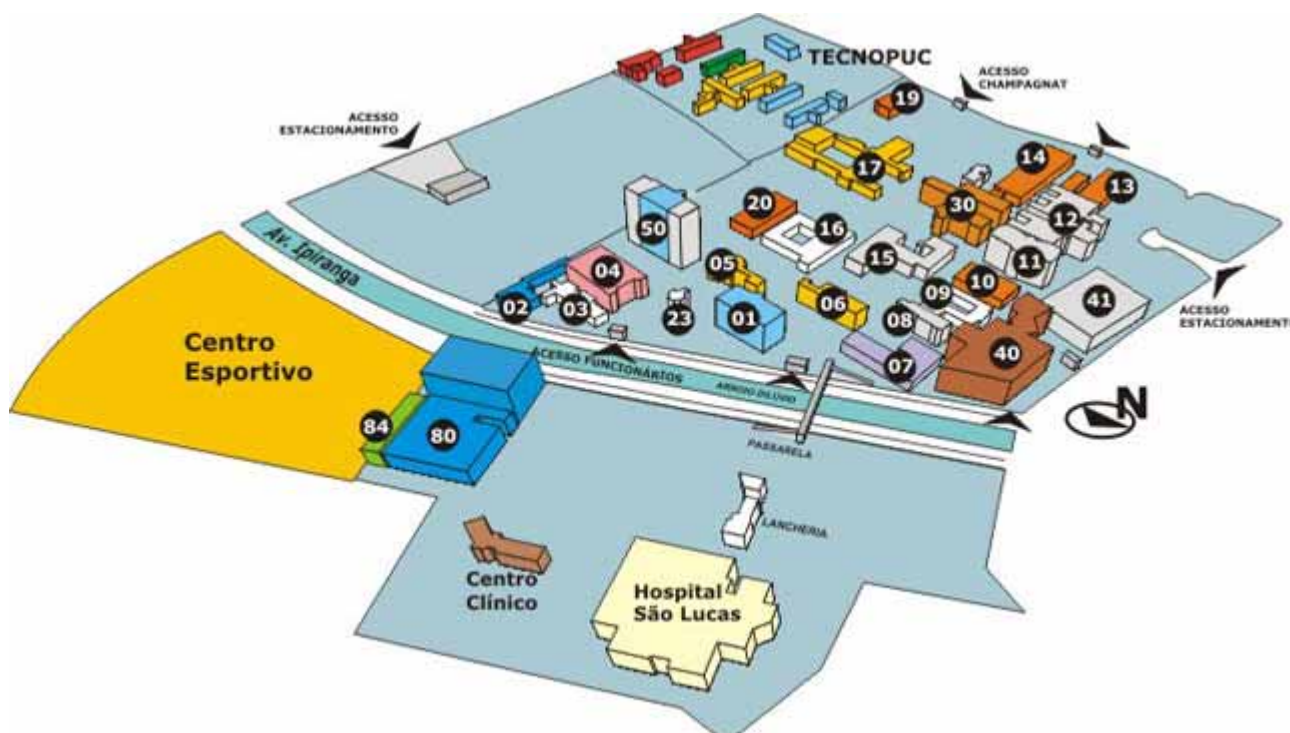 TECNOPUC
ACESSO
CHAMPAGNAT
19
ACESSO
ESTACIONAMENTO
17
14
13
30
12
20
16
50
15
11
05
04
10
09
41
02
03
23
01
06
08
ACESSO
ESTACIONAMENTO
07
40
Av. Ipiranga
ACESSO FUNCIONÁRIOS
ARROIO DILÚVIO
N
Centro
Esportivo
84
80
PASSARELA
LANCHERIA
Centro
Clínico
Hospital
São Lucas